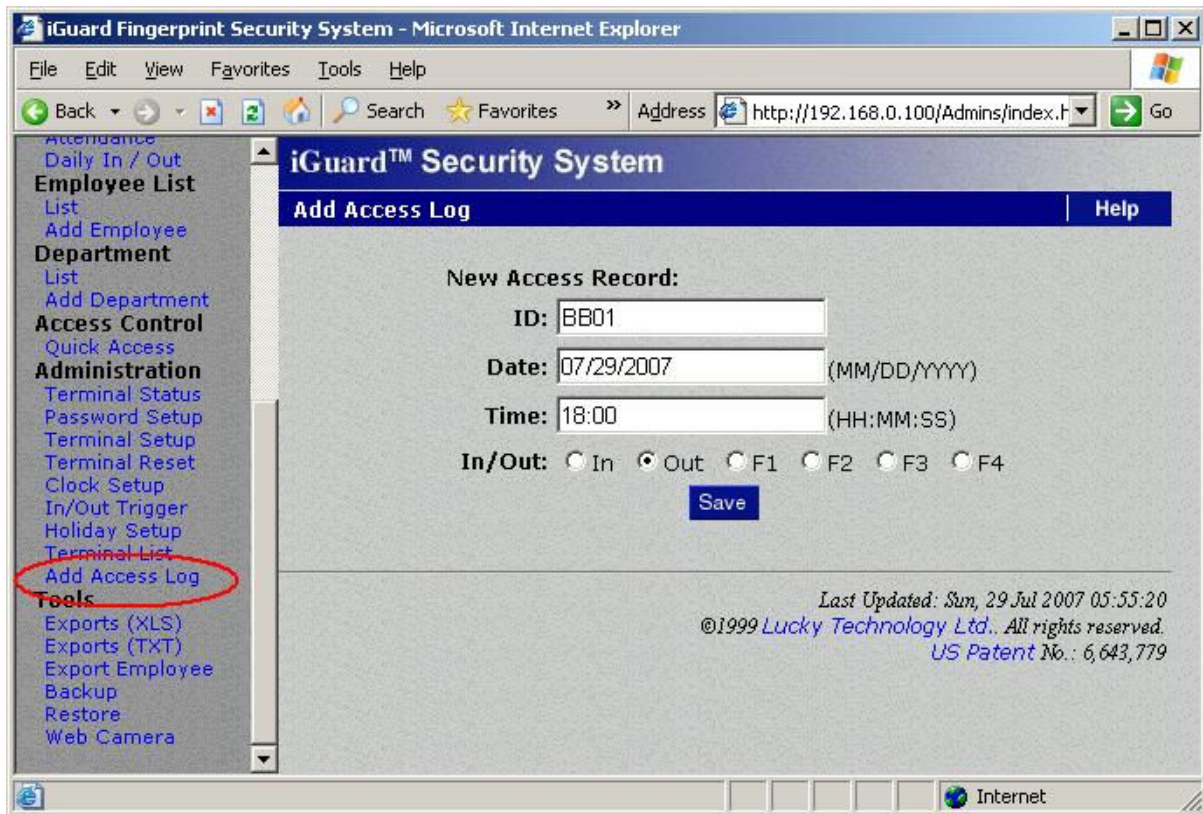 iGuard Fingerprint Security System - Microsoft Internet Explorer
File Edit View Favorites Tools Help
Back Search Favorites » Address http://192.168.0.100/Admins/index.h Go
Attendance
Daily In / Out
Employee List
List
Add Employee
Department
List
Add Department
Access Control
Quick Access
Administration
Terminal Status
Password Setup
Terminal Setup
Terminal Reset
Clock Setup
In/Out Trigger
Holiday Setup
Terminal List
Add Access Log
Tools
Exports (XLS)
Exports (TXT)
Export Employee
Backup
Restore
Web Camera
iGuard™ Security System
Add Access Log Help
New Access Record:
ID: BB01
Date: 07/29/2007 (MM/DD/YYYY)
Time: 18:00 (HH:MM:SS)
In/Out: In Out F1 F2 F3 F4
Save
Last Updated: Sun, 29 Jul 2007 05:55:20
©1999 Lucky Technology Ltd.. All rights reserved.
US Patent No.: 6,643,779
Internet